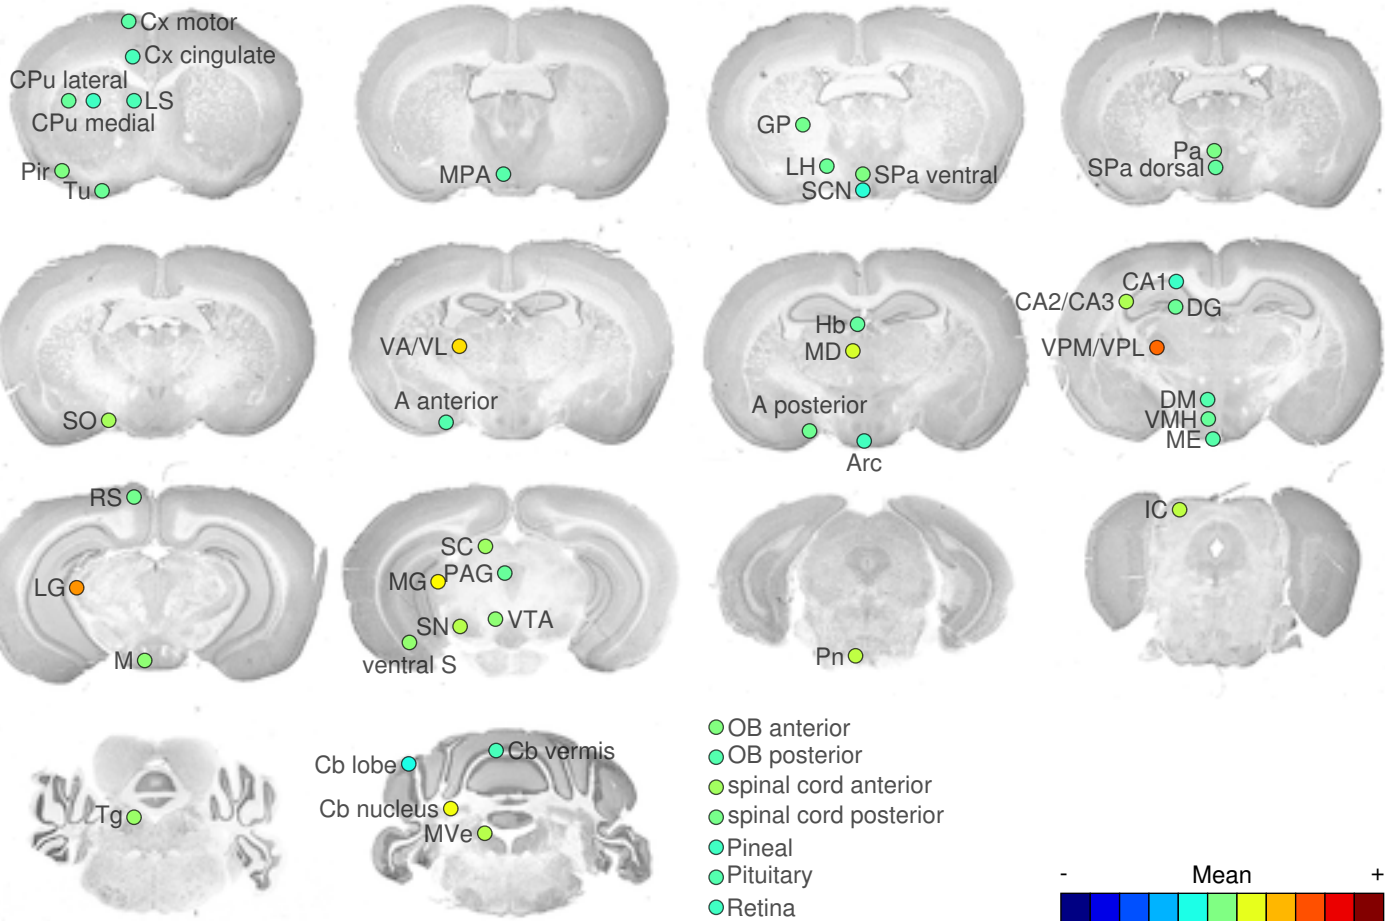 Cx motor
Cx cingulate
CPu lateral
LS
CPu medial
Pir
Tu
MPA
GP
LH
SPa ventral
SCN
Pa
SPa dorsal
SO
VA/VL
A anterior
Hb
MD
A posterior
Arc
CA1
CA2/CA3
DG
VPM/VPL
DM
VMH
ME
RS
LG
M
SC
MG
PAG
SN
VTA
ventral S
Pn
IC
Tg
Cb lobe
Cb vermis
Cb nucleus
MVe
OB anterior
OB posterior
spinal cord anterior
spinal cord posterior
Pineal
Pituitary
Retina
- Mean +